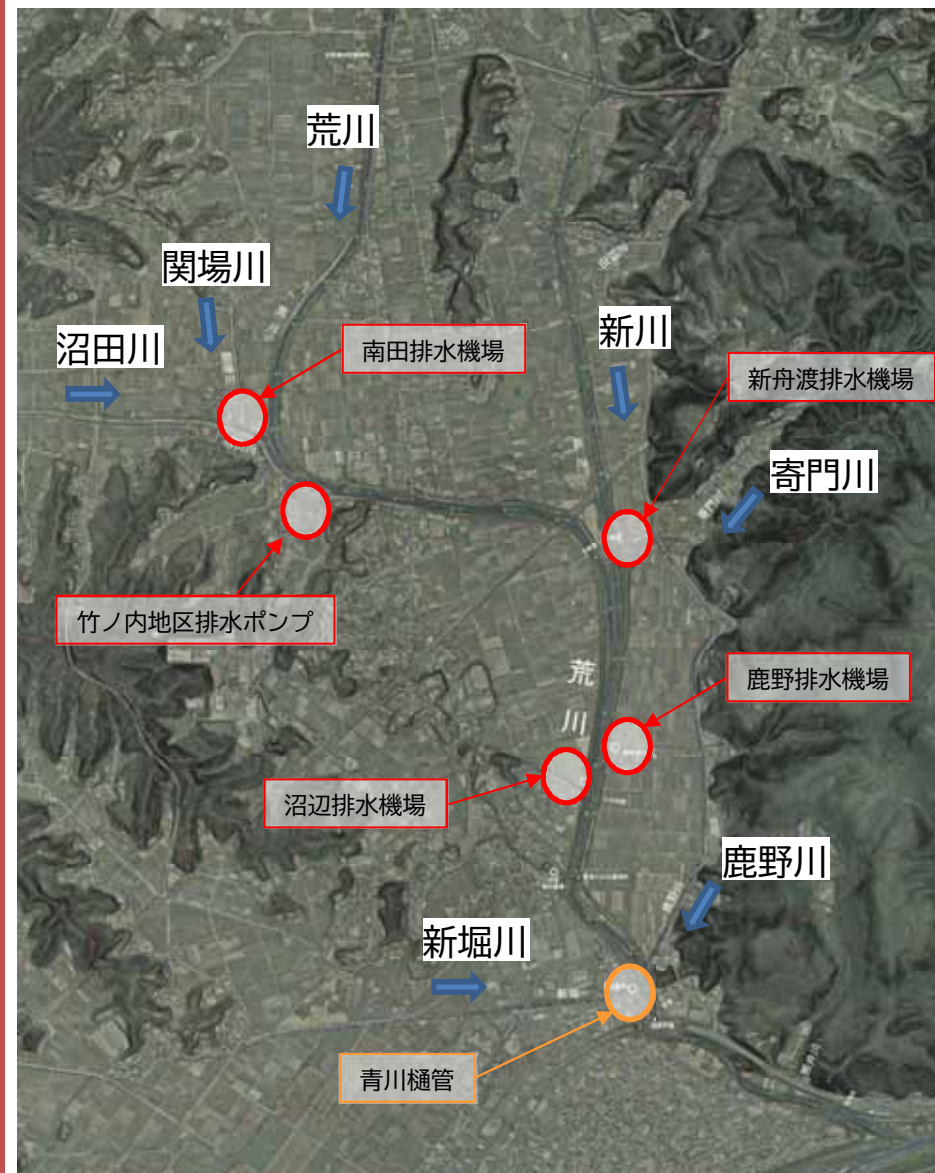 荒川
関場川
沼田川
南田排水機場
新川
新舟渡排水機場
寄門川
竹ノ内地区排水ポンプ
荒川
鹿野排水機場
沼辺排水機場
鹿野川
新堀川
青川樋管